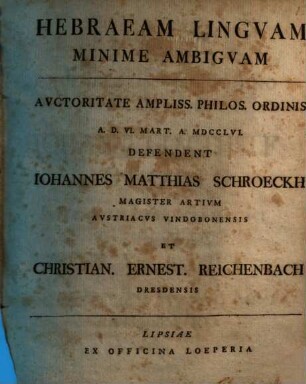 HEBRAEAM LINGVAM
MINIME AMBIGVAM
AVCTORITATE AMPLISS. PHILOS. ORDINIS
A. D. VI. MART. A. MDCCLVI.
DEFENDENT
IOHANNES MATTHIAS SCHROECKH
MAGISTER ARTIVM
AVSTRIACVS VINDOBONENSIS
ET
CHRISTIAN. ERNEST. REICHENBACH
DRESDENSIS
LIPSIAE
EX OFFICINA LOEPERIA